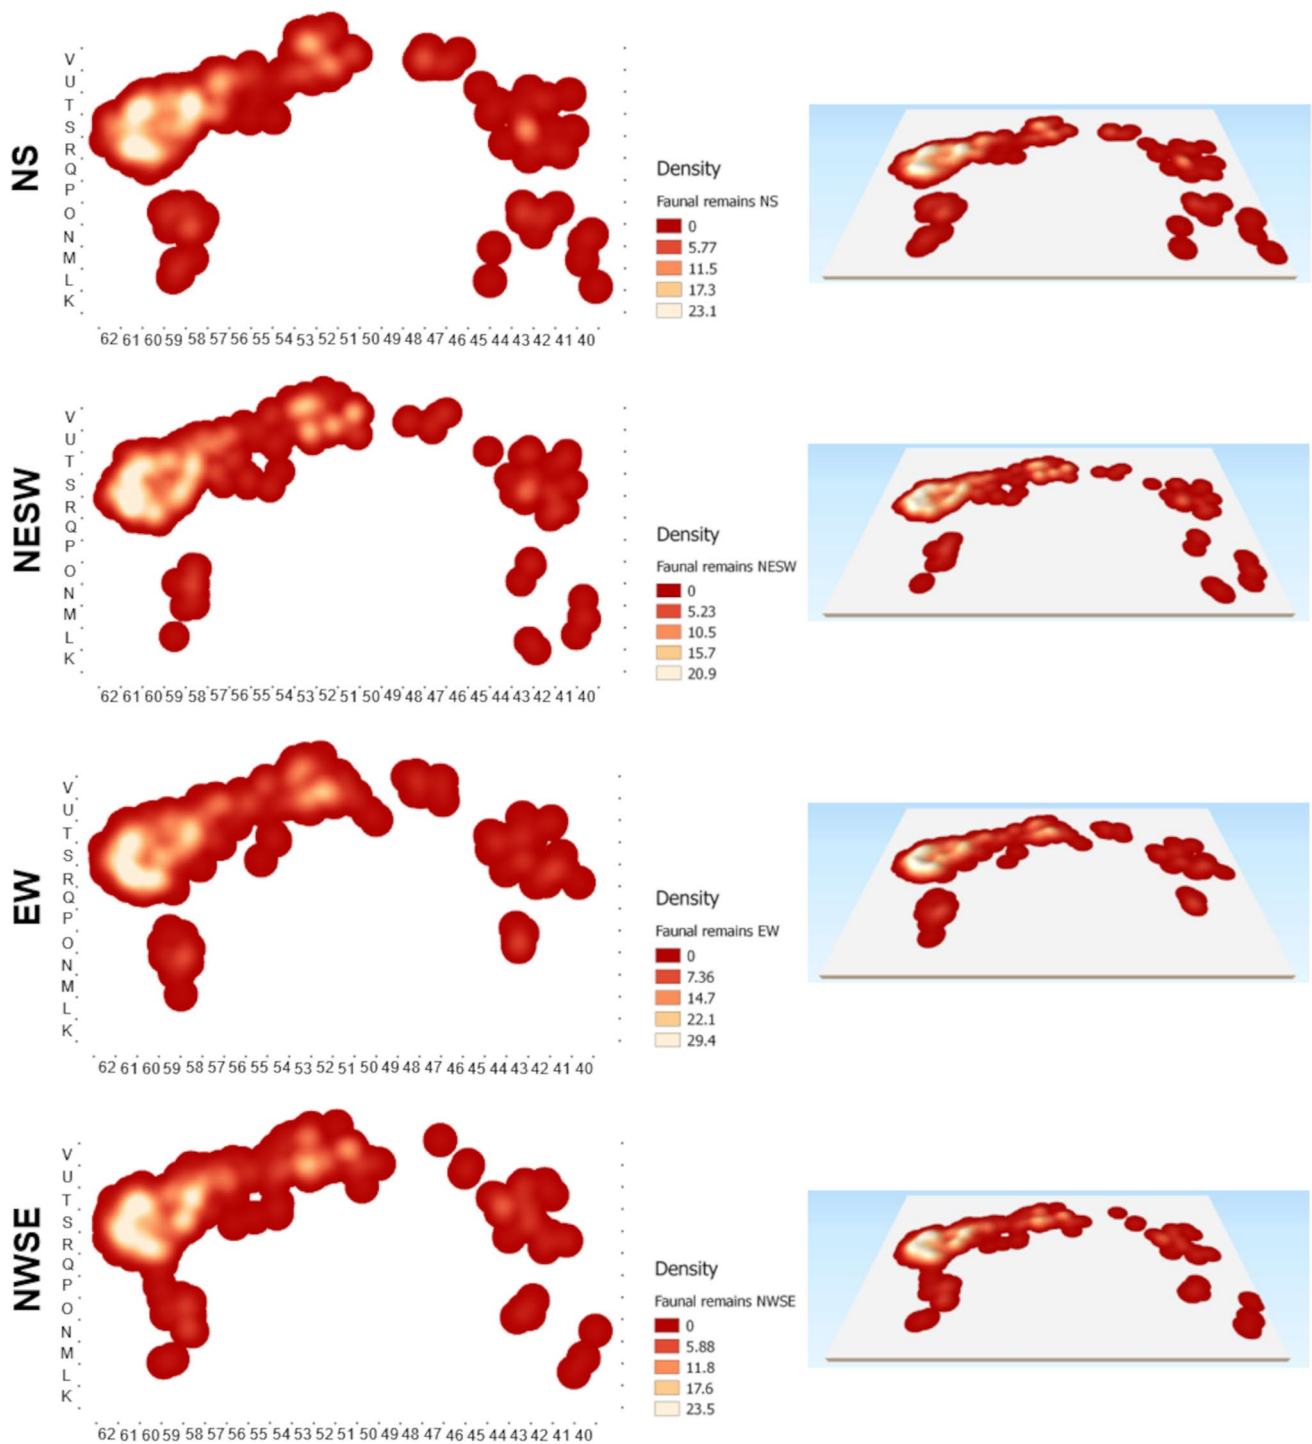 NS
V
U
T
S
R
Q
P
O
N
M
L
K
62 61 60 59 58 57 56 55 54 53 52 51 50 49 48 47 46 45 44 43 42 41 40
Density
Faunal remains NS
0
5.77
11.5
17.3
23.1
NESW
V
U
T
S
R
Q
P
O
N
M
L
K
62 61 60 59 58 57 56 55 54 53 52 51 50 49 48 47 46 45 44 43 42 41 40
Density
Faunal remains NESW
0
5.23
10.5
15.7
20.9
EW
V
U
T
S
R
Q
P
O
N
M
L
K
62 61 60 59 58 57 56 55 54 53 52 51 50 49 48 47 46 45 44 43 42 41 40
Density
Faunal remains EW
0
7.36
14.7
22.1
29.4
NWSE
V
U
T
S
R
Q
P
O
N
M
L
K
62 61 60 59 58 57 56 55 54 53 52 51 50 49 48 47 46 45 44 43 42 41 40
Density
Faunal remains NWSE
0
5.88
11.8
17.6
23.5